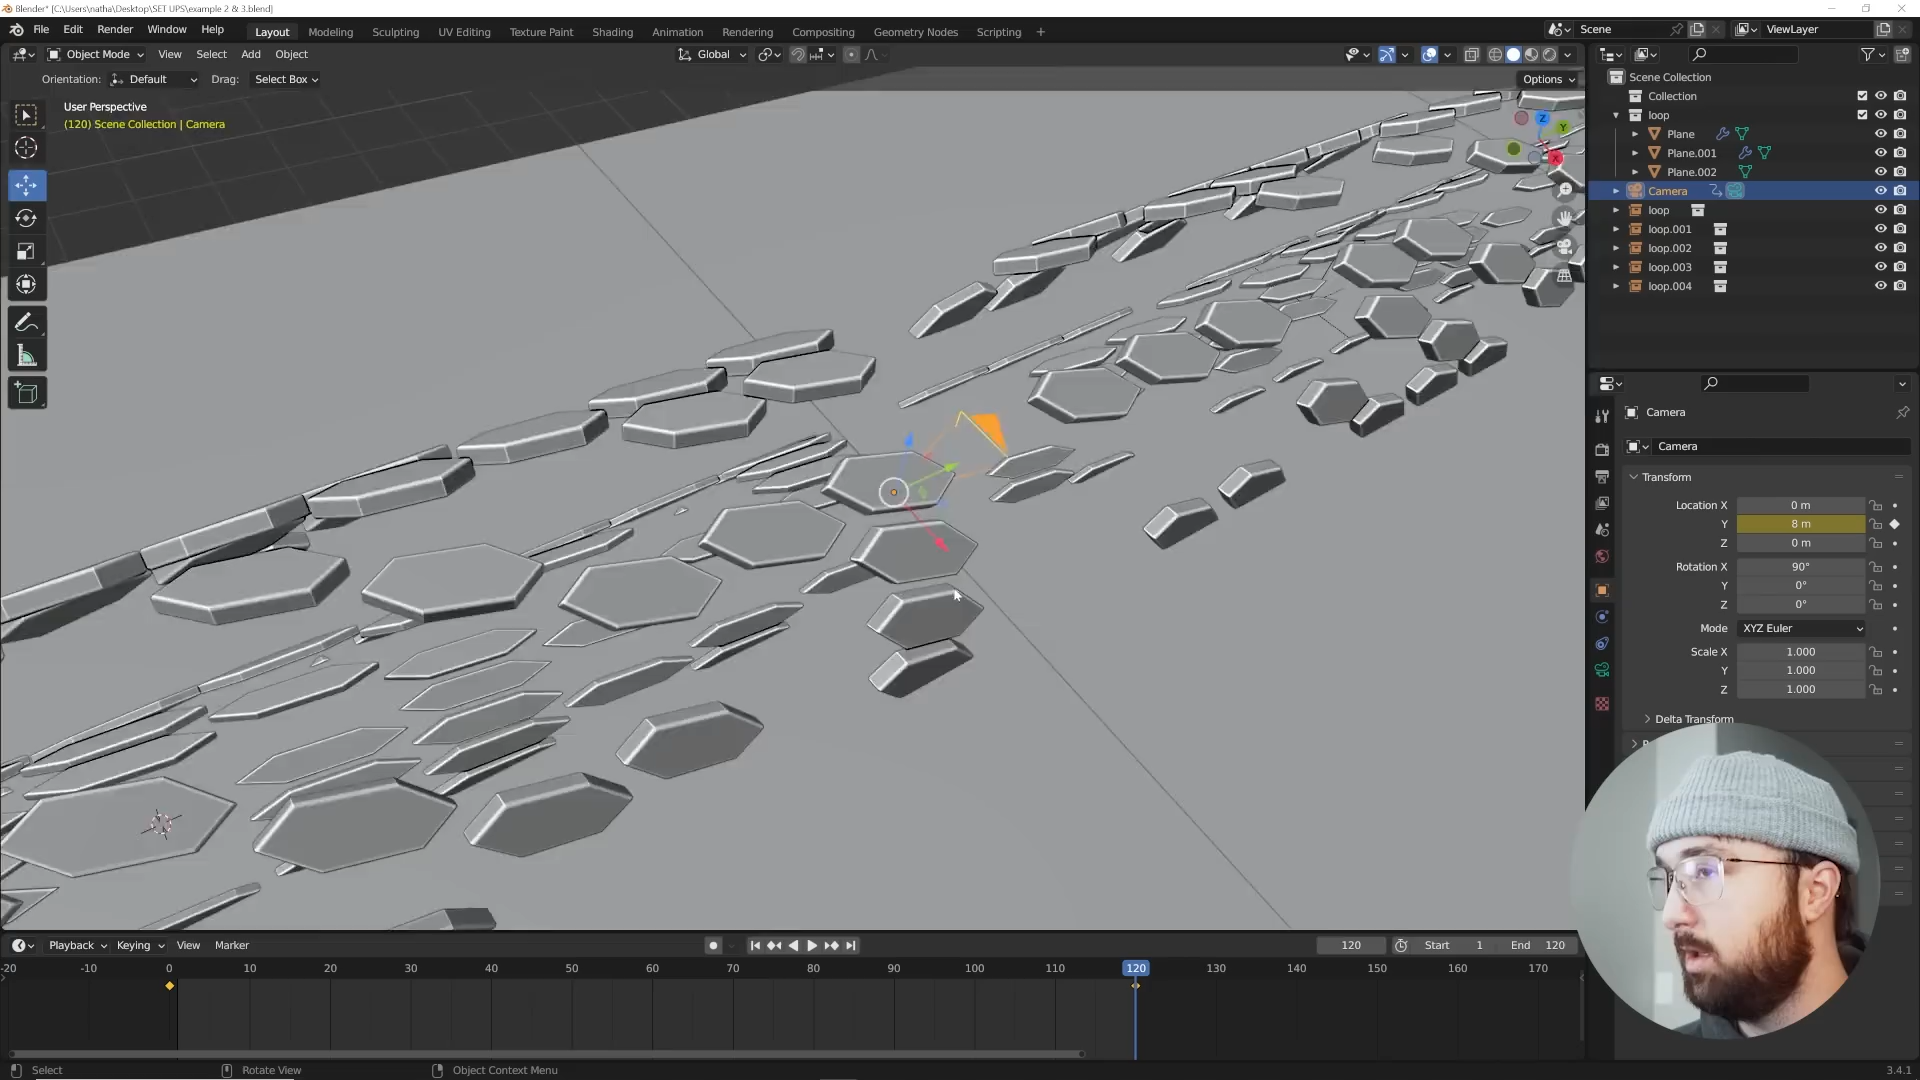 Blender* [C:\Users\natha\Desktop\SET UPS\example 2 & 3.blend]
File Edit Render Window Help Layout Modeling Sculpting UV Editing Texture Paint Shading Animation Rendering Compositing Geometry Nodes Scripting + Scene ViewLayer
Object Mode View Select Add Object Global
Orientation: Default Drag: Select Box Options
User Perspective
(120) Scene Collection | Camera
Z
Y
X
Scene Collection
Collection
loop
Plane
Plane.001
Plane.002
Camera
loop
loop.001
loop.002
loop.003
loop.004
Camera
Camera
Transform
Location X 0 m
Y 8 m
Z 0 m
Rotation X 90°
Y 0°
Z 0°
Mode XYZ Euler
Scale X 1.000
Y 1.000
Z 1.000
Delta Transform
Playback Keying View Marker 120 Start 1 End 120
-20 -10 0 10 20 30 40 50 60 70 80 90 100 110 120 130 140 150 160 170
Select Rotate View Object Context Menu 3.4.1